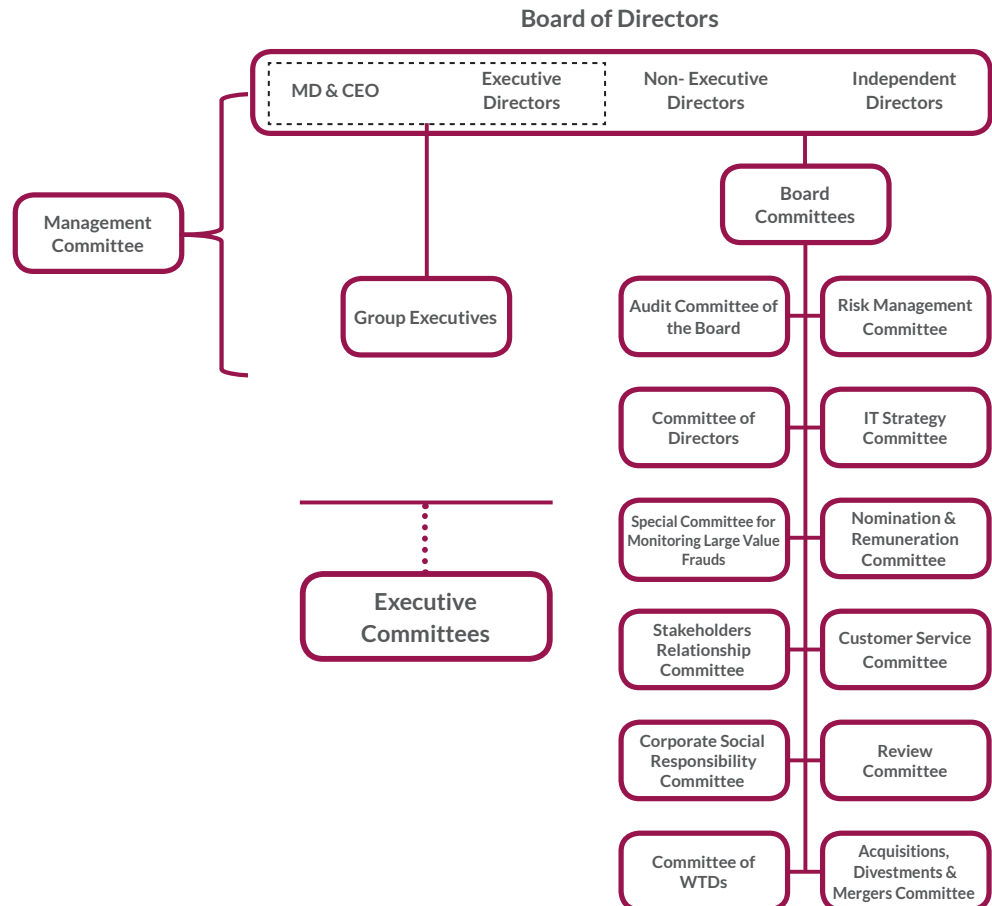 Board of Directors
MD & CEO
Executive
Directors
Non- Executive
Directors
Independent
Directors
Management
Committee
Board
Committees
Group Executives
Audit Committee of
the Board
Risk Management
Committee
Committee of
Directors
IT Strategy
Committee
Special Committee for
Monitoring Large Value
Frauds
Nomination &
Remuneration
Committee
Executive
Committees
Stakeholders
Relationship
Committee
Customer Service
Committee
Corporate Social
Responsibility
Committee
Review
Committee
Committee of
WTDs
Acquisitions,
Divestments &
Mergers Committee